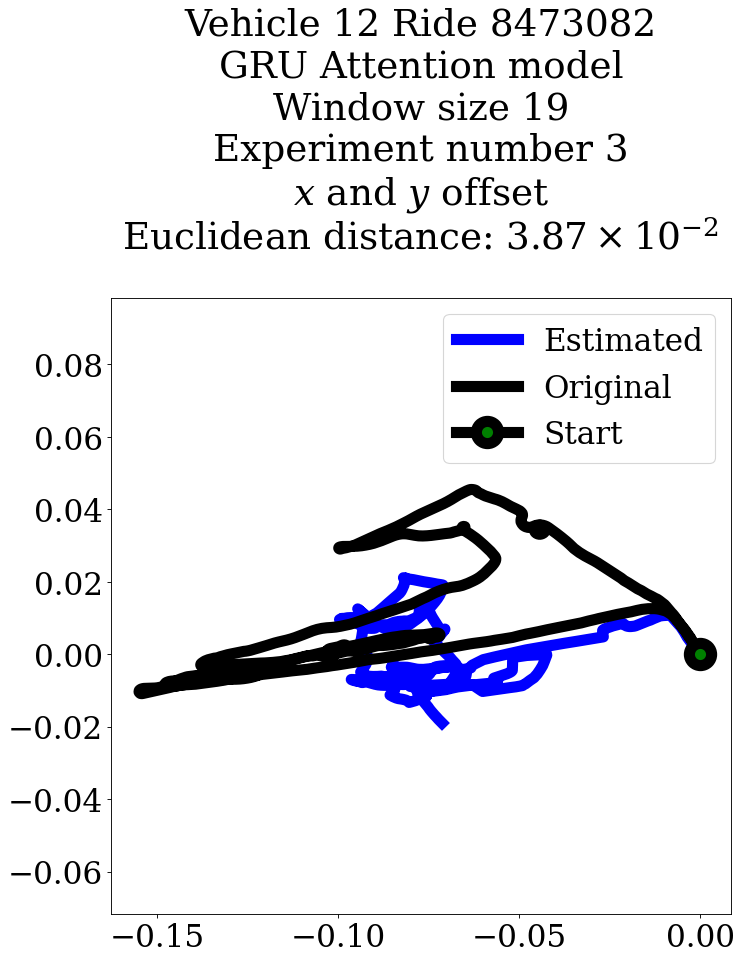 Vehicle 12 Ride 8473082
GRU Attention model
Window size 19
Experiment number 3
x and y offset
Euclidean distance: 3.87 × 10⁻²
Estimated
Original
Start
0.08
0.06
0.04
0.02
0.00
−0.02
−0.04
−0.06
−0.15 −0.10 −0.05 0.00